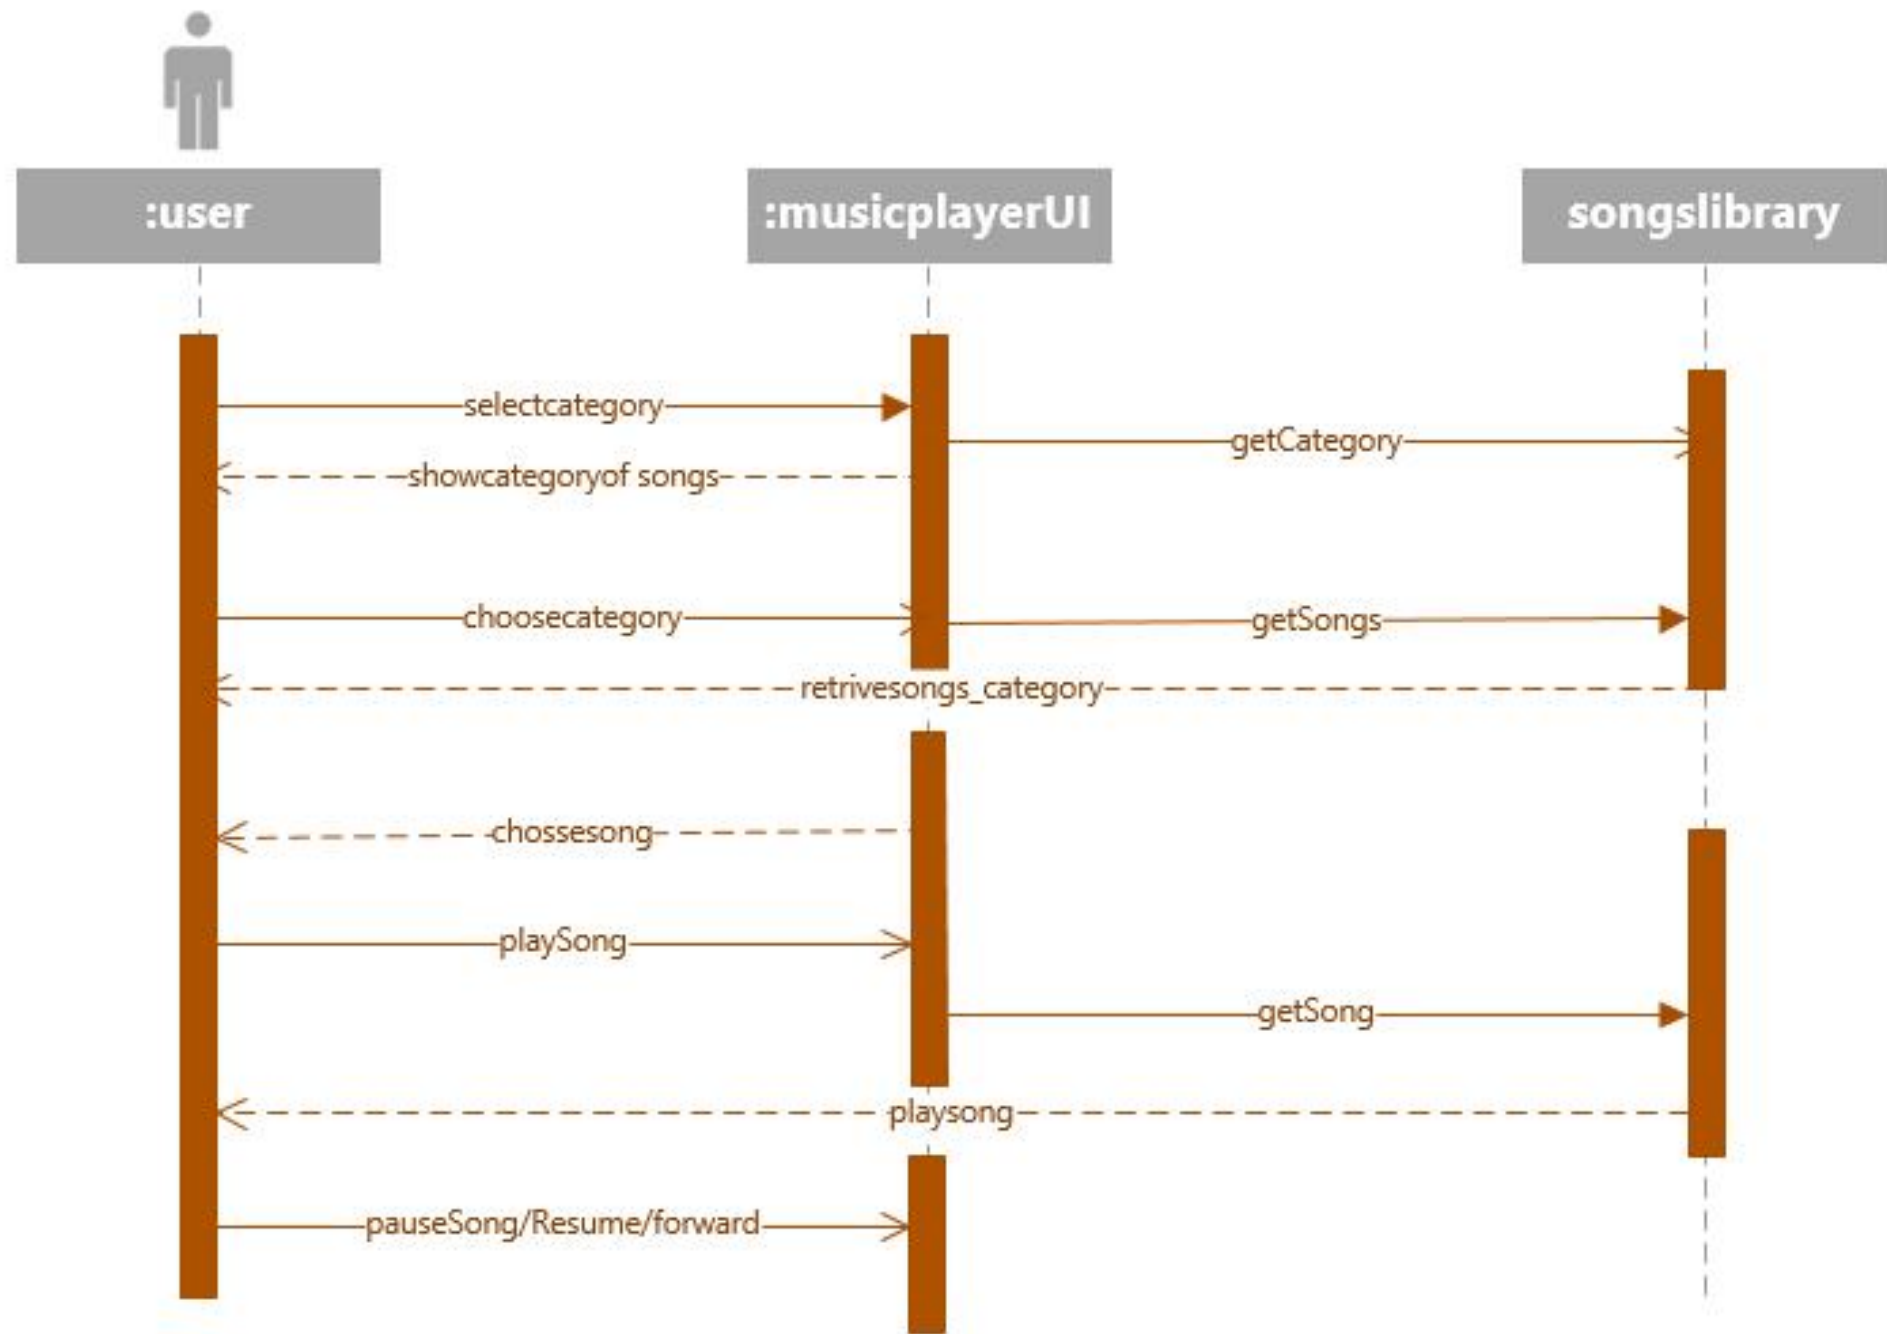 :user
:musicplayerUI
songslibrary
selectcategory
getCategory
showcategoryof songs
choosecategory
getSongs
retrivesongs_category
chossesong
playSong
getSong
playsong
pauseSong/Resume/forward